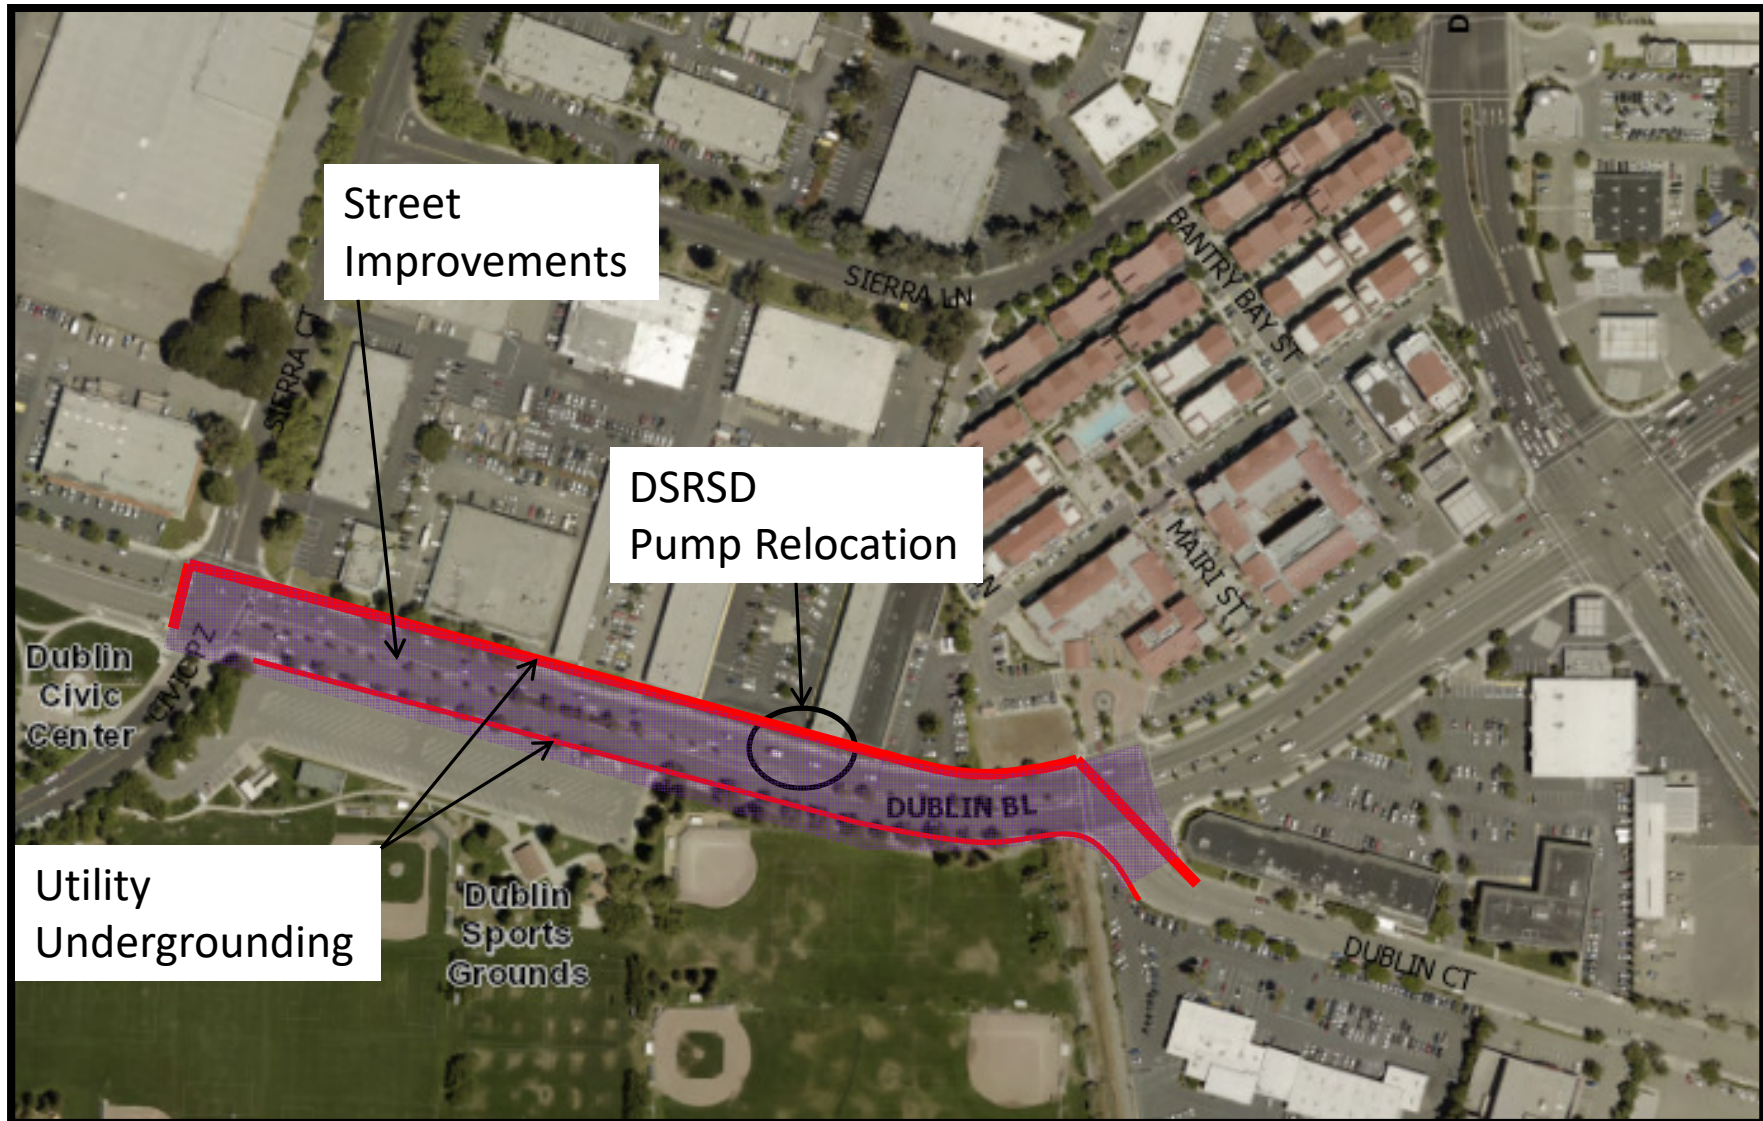 D
Street
Improvements
SIERRA LN
BANTRY BAY ST
SIERRA CT
DSRSD
Pump Relocation
MAIRI ST
N
CIVIC PZ
Dublin
Civic
Center
DUBLIN BL
Utility
Undergrounding
Dublin
Sports
Grounds
DUBLIN CT